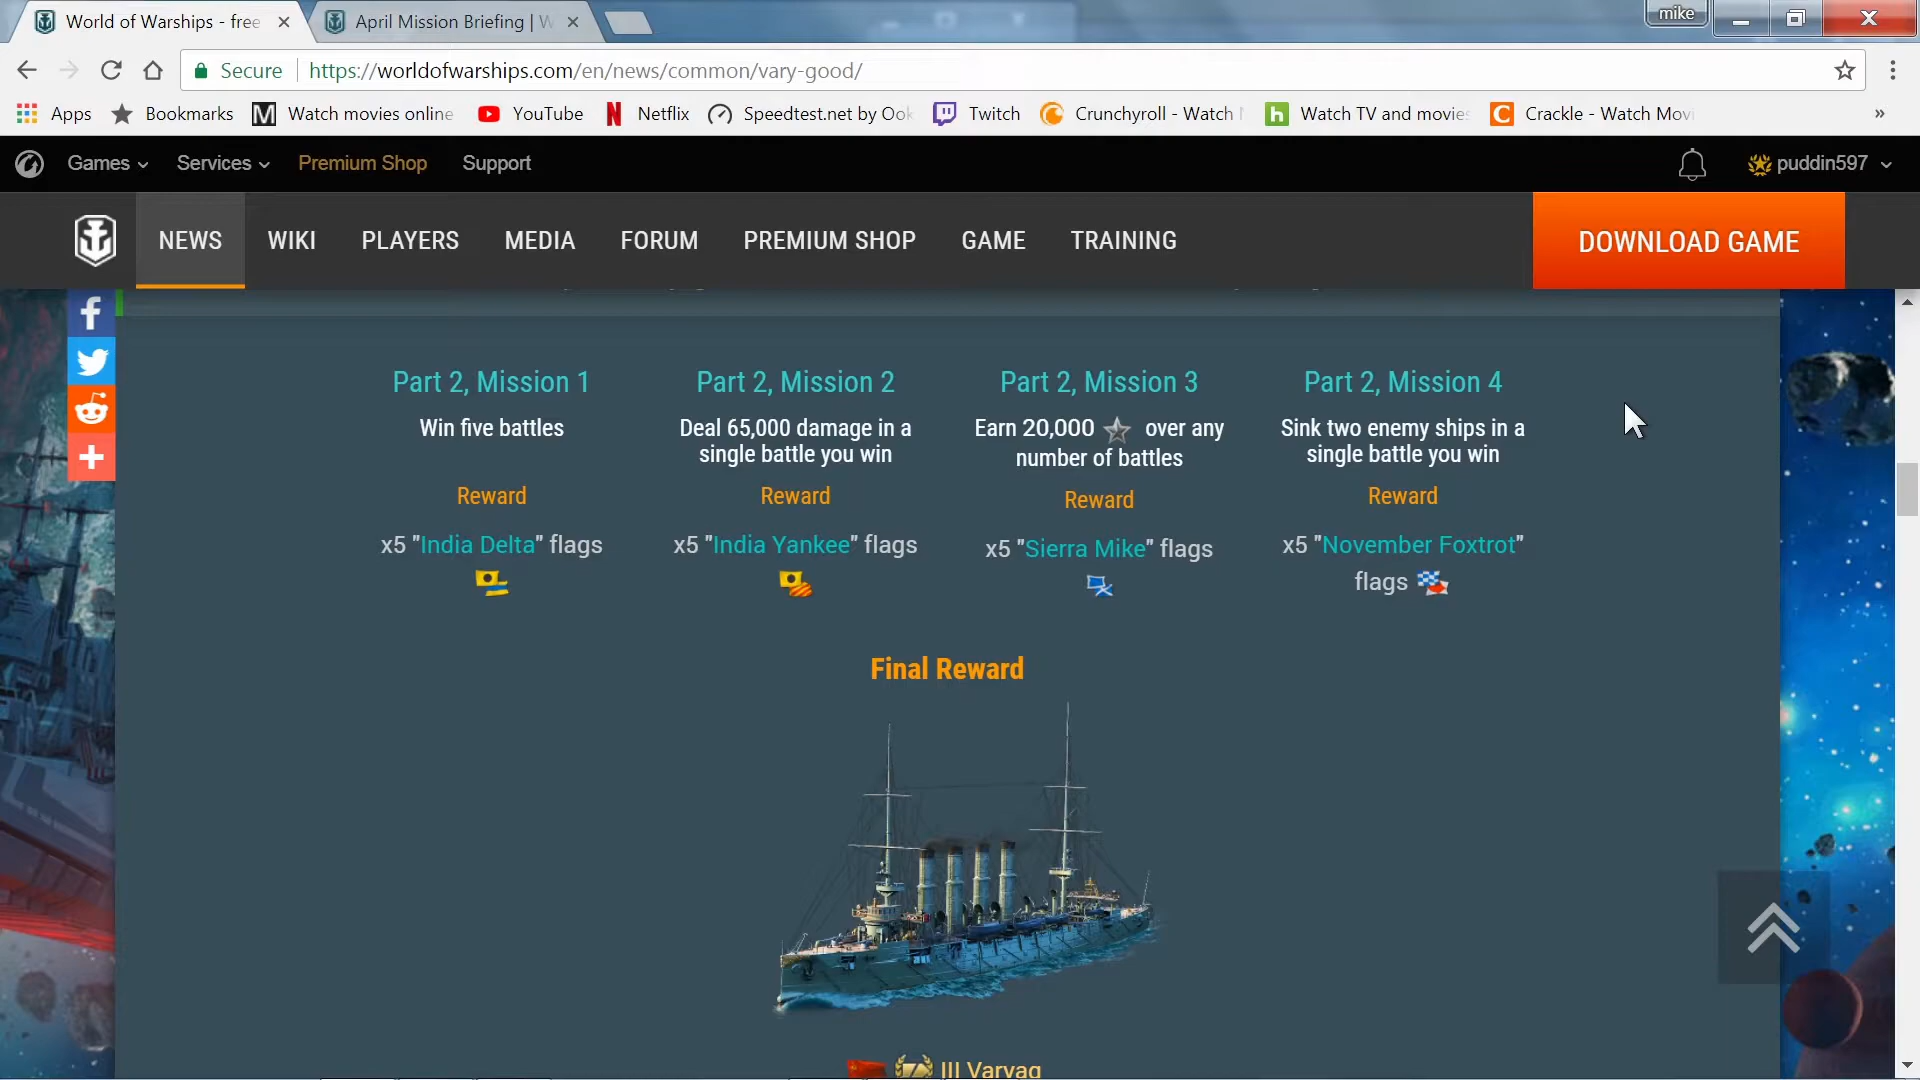 World of Warships - free
April Mission Briefing | W
mike
Secure https://worldofwarships.com/en/news/common/vary-good/
Apps Bookmarks Watch movies online YouTube Netflix Speedtest.net by Ook Twitch Crunchyroll - Watch Watch TV and movies Crackle - Watch Movi »
Games Services Premium Shop Support puddin597
NEWS WIKI PLAYERS MEDIA FORUM PREMIUM SHOP GAME TRAINING DOWNLOAD GAME
Part 2, Mission 1
Win five battles
Reward
x5 "India Delta" flags
Part 2, Mission 2
Deal 65,000 damage in a
single battle you win
Reward
x5 "India Yankee" flags
Part 2, Mission 3
Earn 20,000 over any
number of battles
Reward
x5 "Sierra Mike" flags
Part 2, Mission 4
Sink two enemy ships in a
single battle you win
Reward
x5 "November Foxtrot"
flags
Final Reward
III Varyag